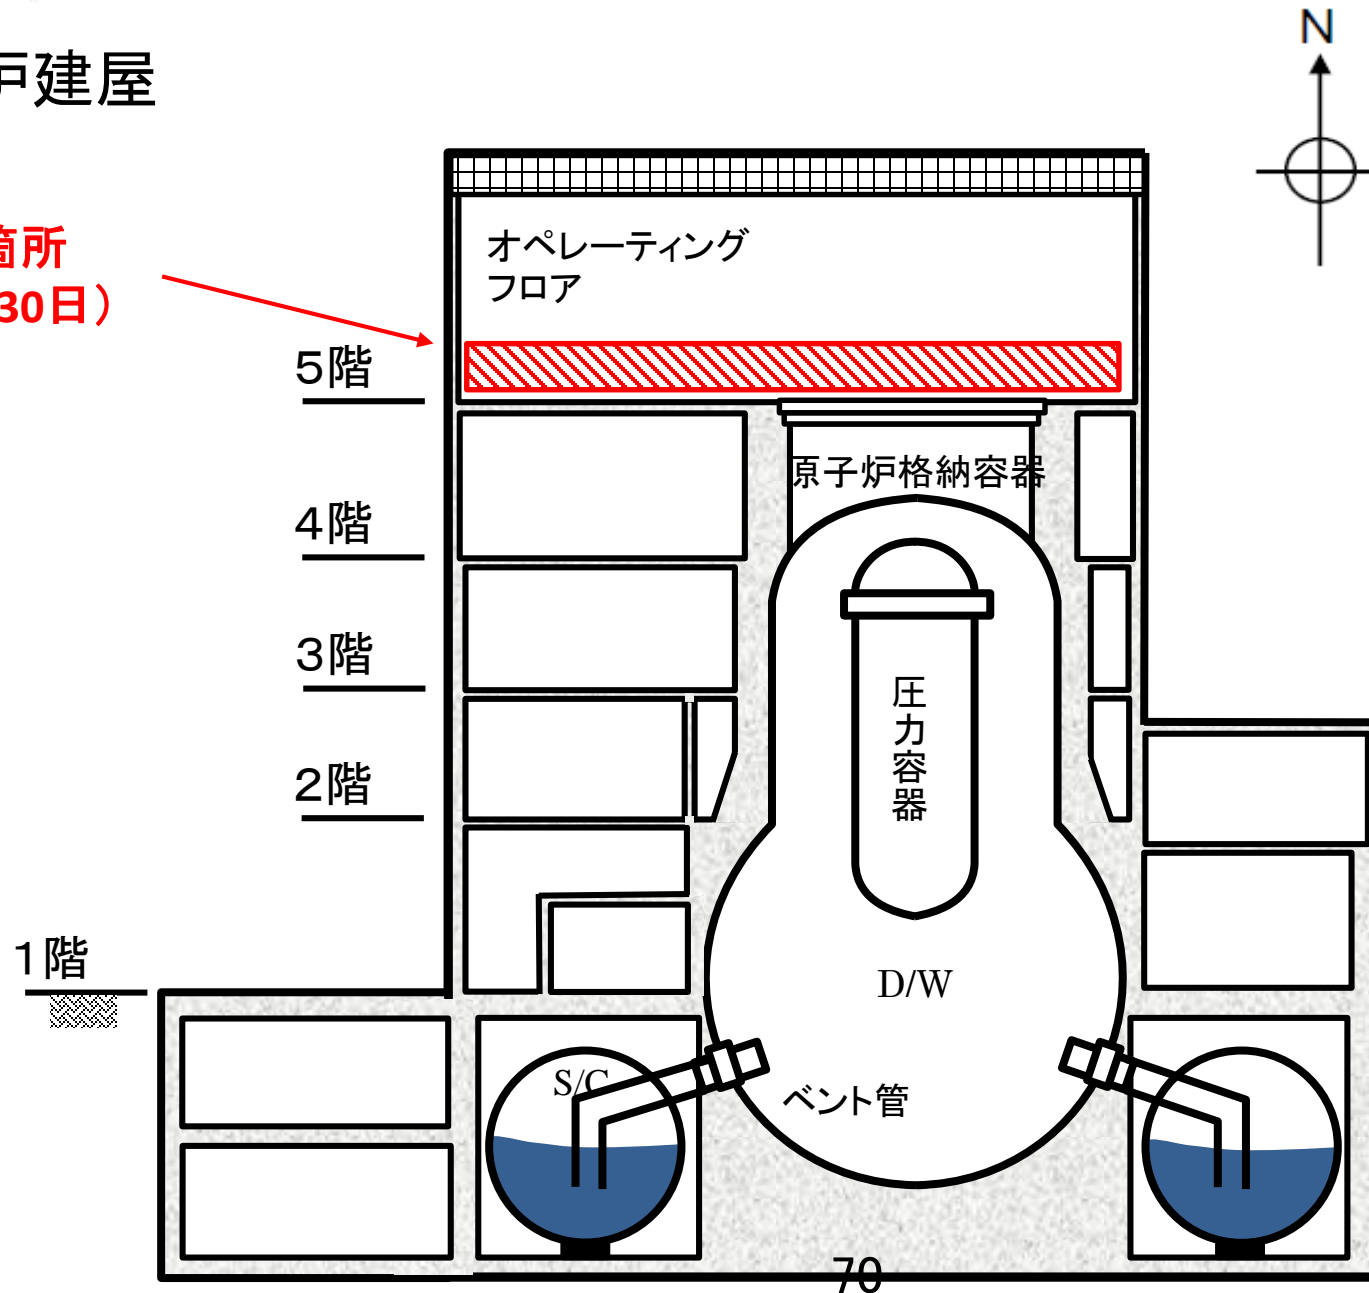 N
炉建屋
箇所
30日）
オペレーティング
フロア
5階
原子炉格納容器
4階
3階
圧力容器
2階
1階
D/W
S/C
ベント管
70